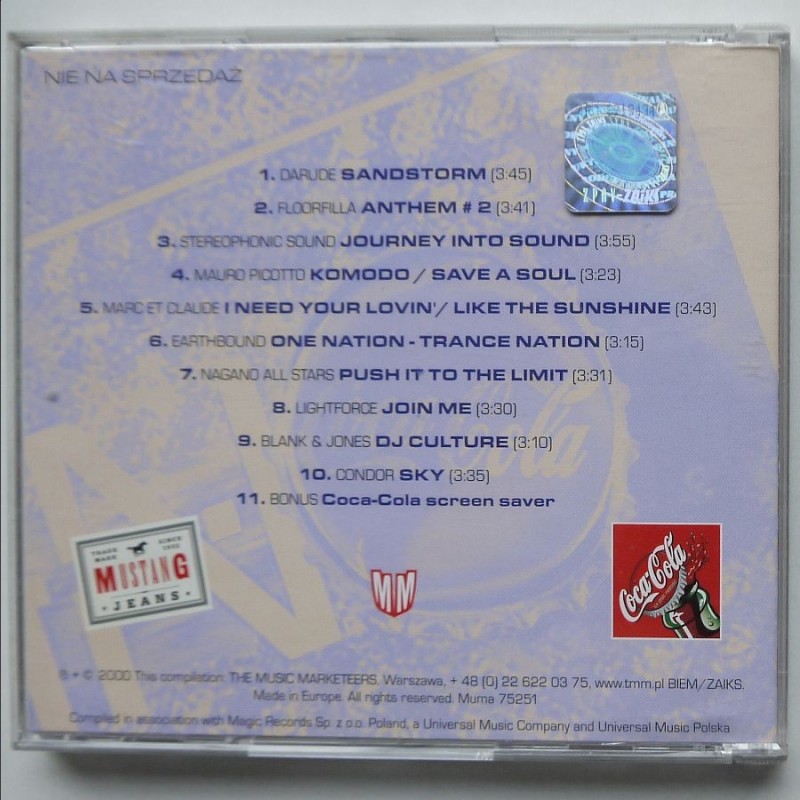 NIE NA SPRZEDAŻ
1. DARUDE SANDSTORM (3:45)
2. FLOORFILLA ANTHEM # 2 (3:41)
3. STEREOPHONIC SOUND JOURNEY INTO SOUND (3:55)
4. MAURO PICOTTO KOMODO / SAVE A SOUL (3:23)
5. MARC ET CLAUDE I NEED YOUR LOVIN'/ LIKE THE SUNSHINE (3:43)
6. EARTHBOUND ONE NATION - TRANCE NATION (3:15)
7. NAGANO ALL STARS PUSH IT TO THE LIMIT (3:31)
8. LIGHTFORCE JOIN ME (3:30)
9. BLANK & JONES DJ CULTURE (3:10)
10. CONDOR SKY (3:35)
11. BONUS Coca-Cola screen saver
TRADE MARK SINCE
MUSTANG
JEANS
MM
Coca-Cola
℗ + © 2000 This compilation: THE MUSIC MARKETEERS, Warszawa, + 48 (0) 22 622 03 75, www.tmm.pl BIEM/ZAIKS.
Made in Europe. All rights reserved. Muma 75251
Compiled in association with Magic Records Sp. z o.o. Poland, a Universal Music Company and Universal Music Polska